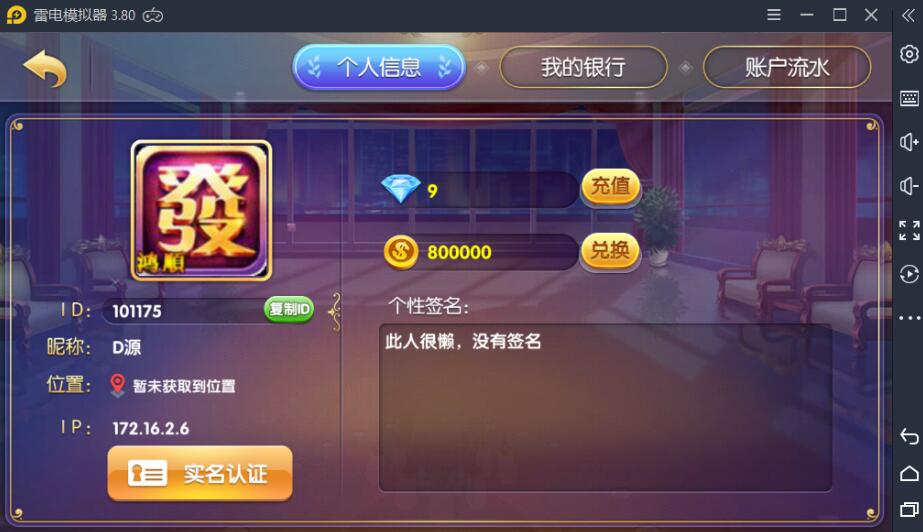 雷电模拟器 3.80
个人信息
我的银行
账户流水
發
鸿順
9
充值
800000
兑换
ID: 101175
复制ID
昵称: D源
位置: 暂未获取到位置
IP: 172.16.2.6
实名认证
个性签名:
此人很懒，没有签名